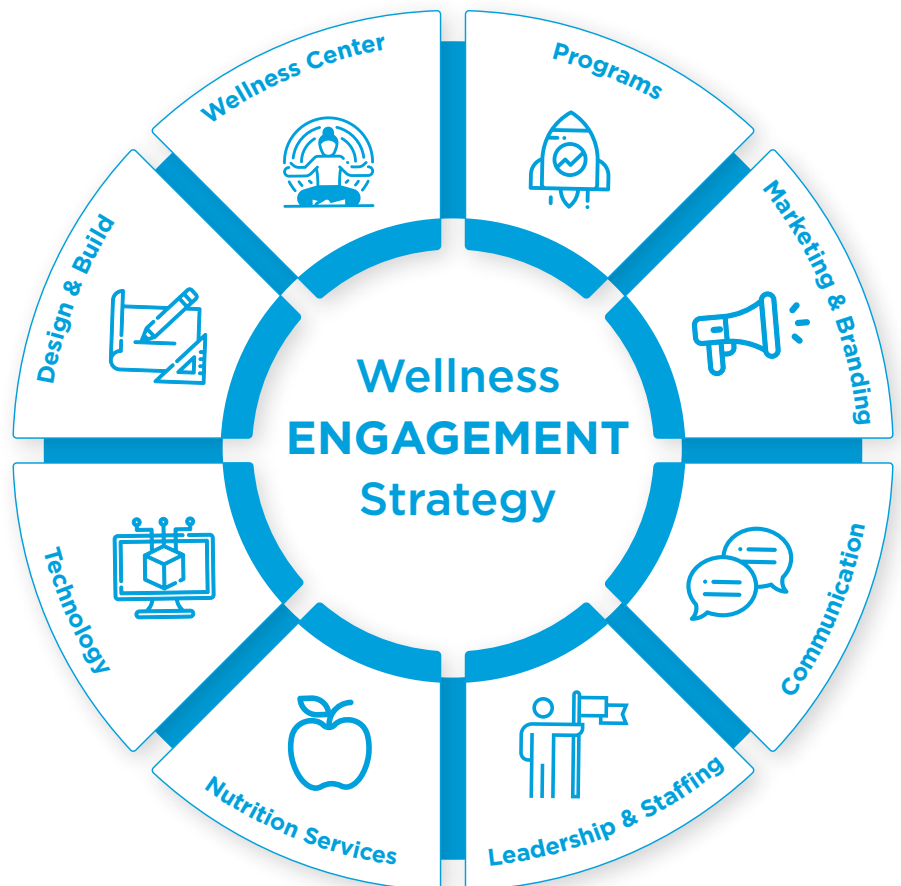 Wellness
ENGAGEMENT
Strategy
Programs
Marketing & Branding
Communication
Leadership & Staffing
Nutrition Services
Technology
Design & Build
Wellness Center